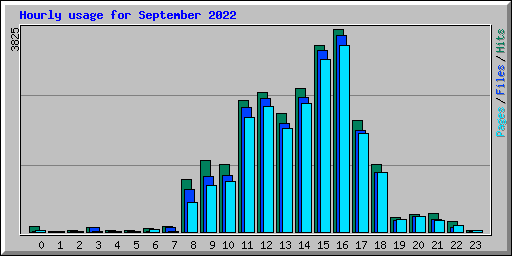 Hourly usage for September 2022
3825
Pages/Files/Hits
0 1 2 3 4 5 6 7 8 9 10 11 12 13 14 15 16 17 18 19 20 21 22 23